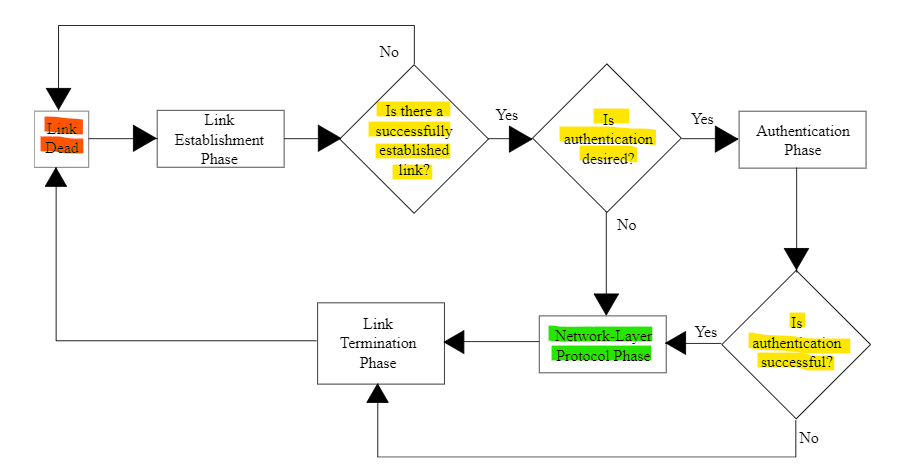 No
Link
Dead
Link
Establishment
Phase
Is there a
successfully
established
link?
Yes
Is
authentication
desired?
Yes
Authentication
Phase
No
Link
Termination
Phase
Network-Layer
Protocol Phase
Yes
Is
authentication
successful?
No